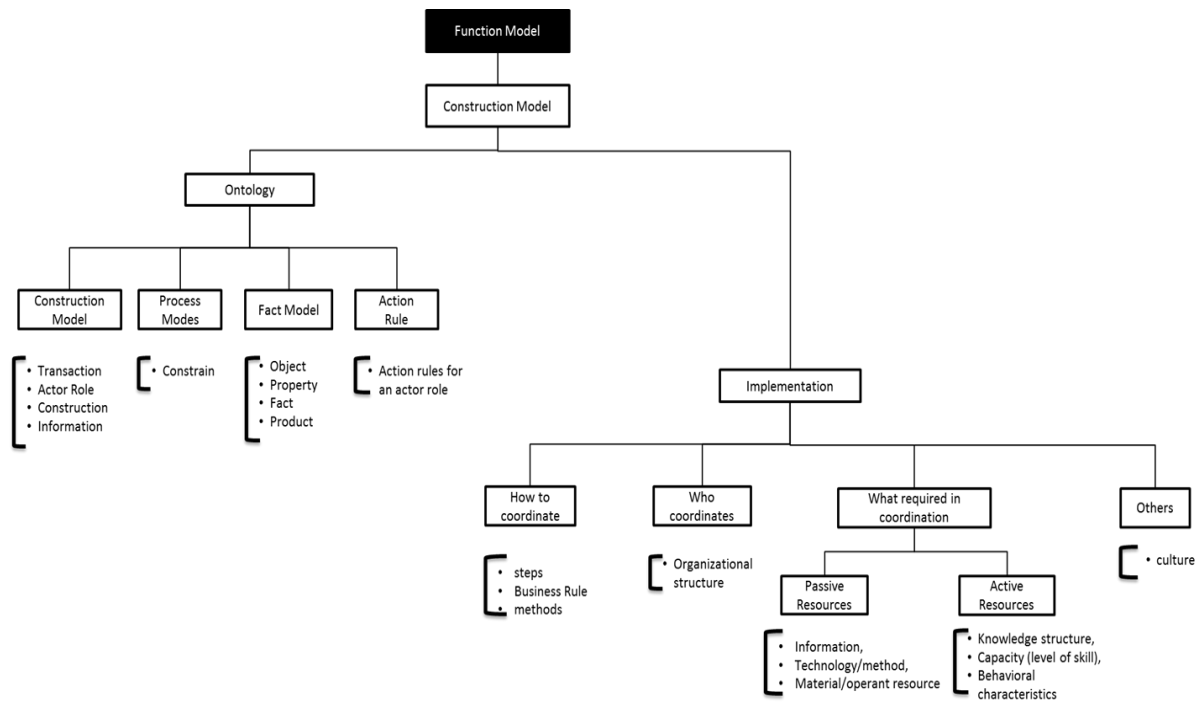 Function Model
Construction Model
Ontology
Construction
Model
Process
Modes
Fact Model
Action
Rule
• Transaction
• Actor Role
• Construction
• Information
• Constrain
• Object
• Property
• Fact
• Product
• Action rules for
an actor role
Implementation
How to
coordinate
Who
coordinates
What required in
coordination
Others
• steps
• Business Rule
• methods
• Organizational
structure
Passive
Resources
Active
Resources
• culture
• Information,
• Technology/method,
• Material/operant resource
• Knowledge structure,
• Capacity (level of skill),
• Behavioral
characteristics